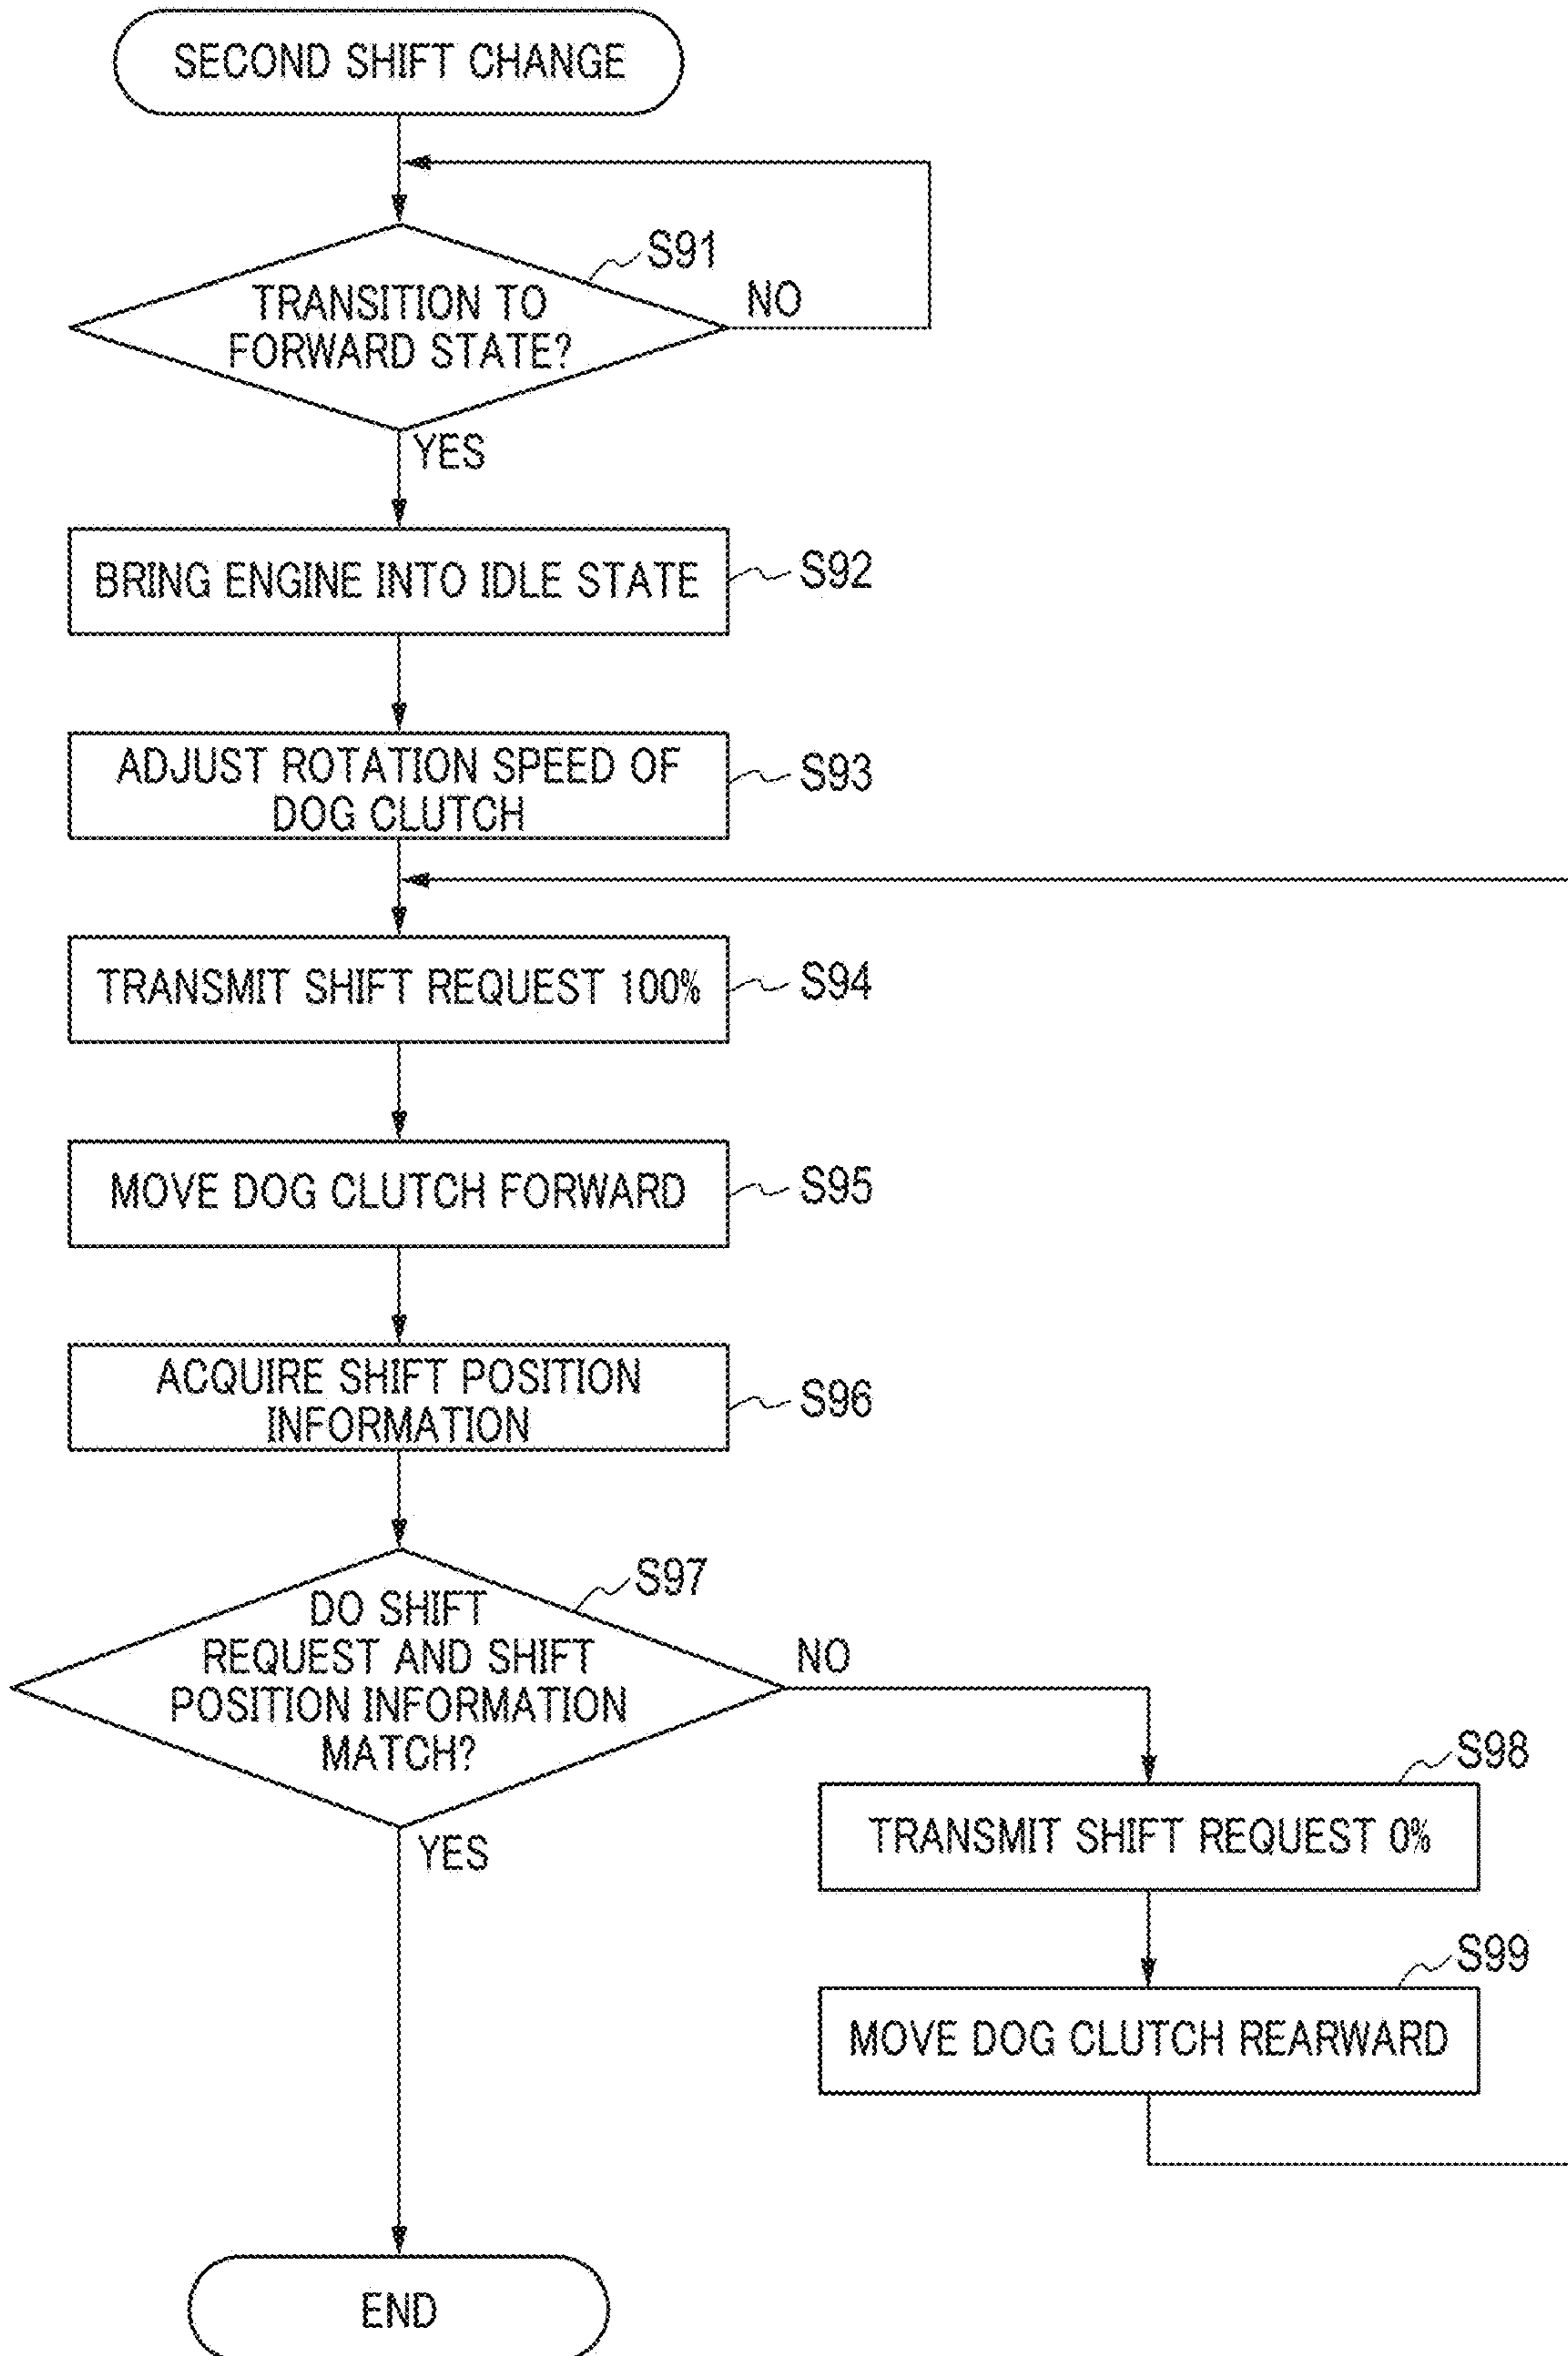 SECOND SHIFT CHANGE
S91
TRANSITION TO
FORWARD STATE?
NO
YES
BRING ENGINE INTO IDLE STATE
S92
ADJUST ROTATION SPEED OF
DOG CLUTCH
S93
TRANSMIT SHIFT REQUEST 100%
S94
MOVE DOG CLUTCH FORWARD
S95
ACQUIRE SHIFT POSITION
INFORMATION
S96
S97
DO SHIFT
REQUEST AND SHIFT
POSITION INFORMATION
MATCH?
NO
YES
S98
TRANSMIT SHIFT REQUEST 0%
S99
MOVE DOG CLUTCH REARWARD
END